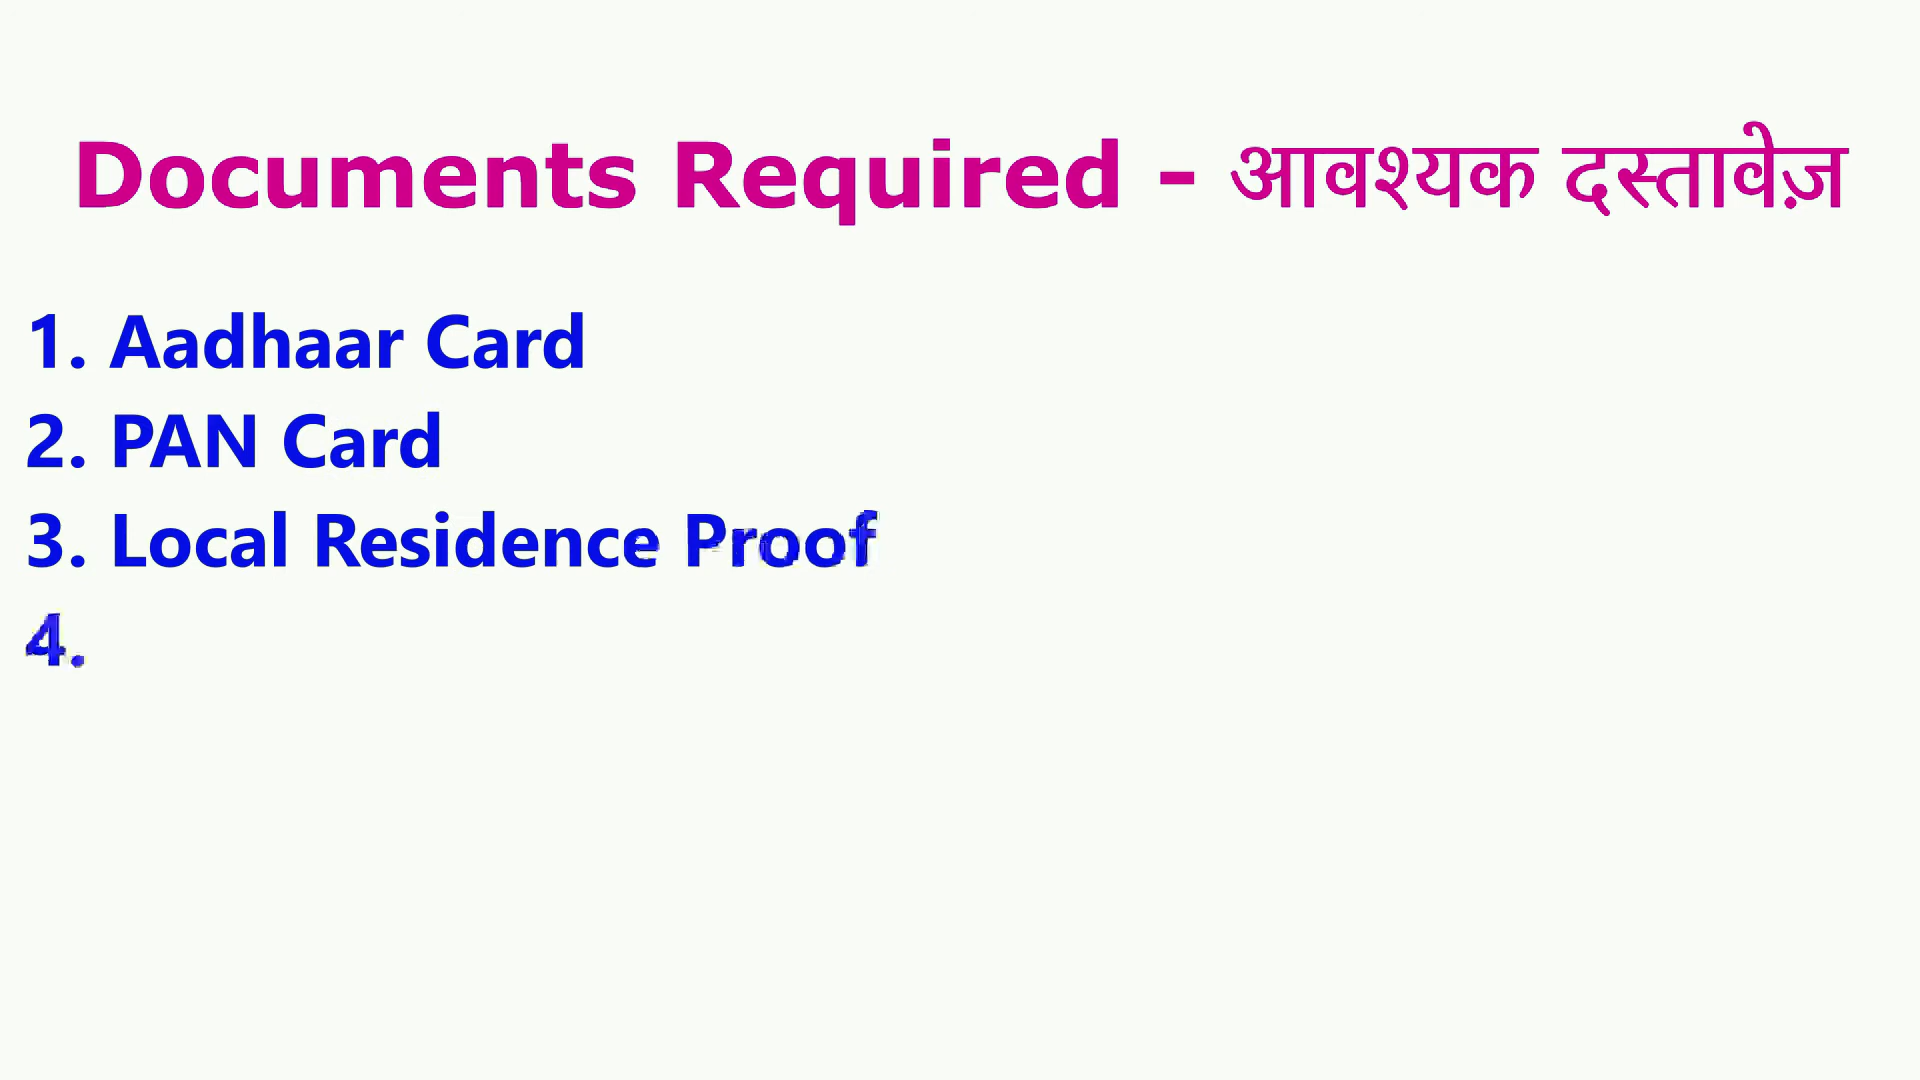 Documents Required - आवश्यक दस्तावेज़
1. Aadhaar Card
2. PAN Card
3. Local Residence Proof
4.